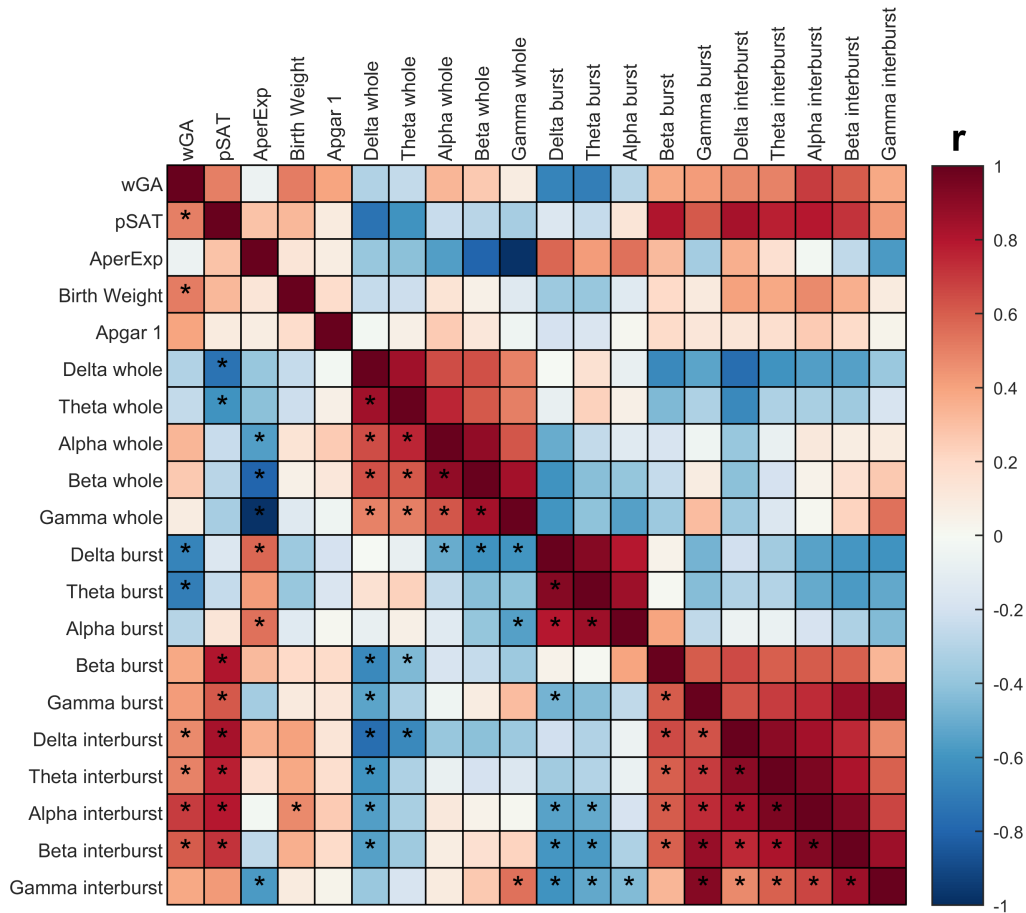 wGA
pSAT
AperExp
Birth Weight
Apgar 1
Delta whole
Theta whole
Alpha whole
Beta whole
Gamma whole
Delta burst
Theta burst
Alpha burst
Beta burst
Gamma burst
Delta interburst
Theta interburst
Alpha interburst
Beta interburst
Gamma interburst
r
wGA
pSAT *
AperExp
Birth Weight *
Apgar 1
Delta whole *
Theta whole * *
Alpha whole * * *
Beta whole * * * *
Gamma whole * * * * * 
Delta burst * * * * *
Theta burst * *
Alpha burst * * * *
Beta burst * * *
Gamma burst * * * *
Delta interburst * * * * * *
Theta interburst * * * * * *
Alpha interburst * * * * * * * * * *
Beta interburst * * * * * * * * * *
Gamma interburst * * * * * * * * * *
1
0.8
0.6
0.4
0.2
0
-0.2
-0.4
-0.6
-0.8
-1